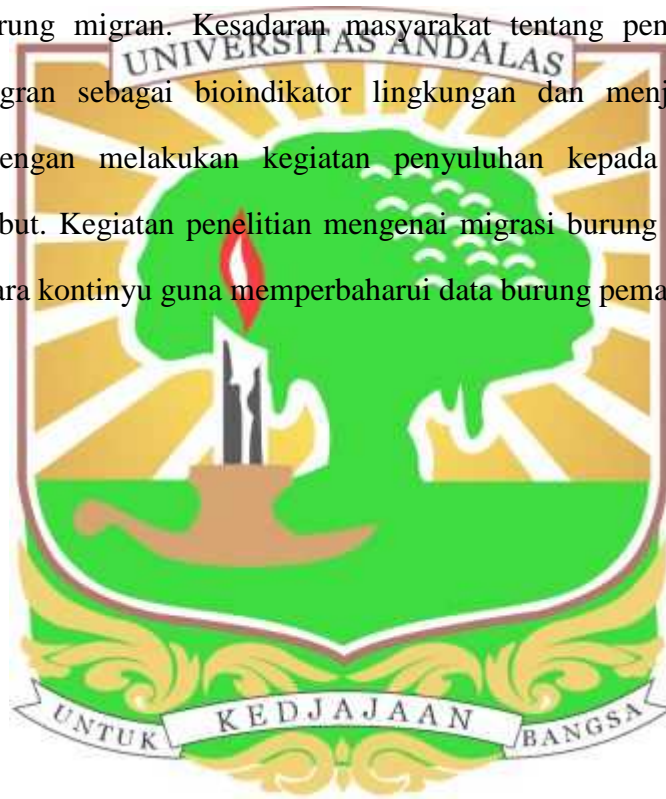 urung migran. Kesadaran masyarakat tentang pen
UNIVERSITAS ANDALAS
gran sebagai bioindikator lingkungan dan menj
engan melakukan kegiatan penyuluhan kepada
but. Kegiatan penelitian mengenai migrasi burung
ara kontinyu guna memperbaharui data burung pema
UNTUK KEDJAJAAN BANGSA